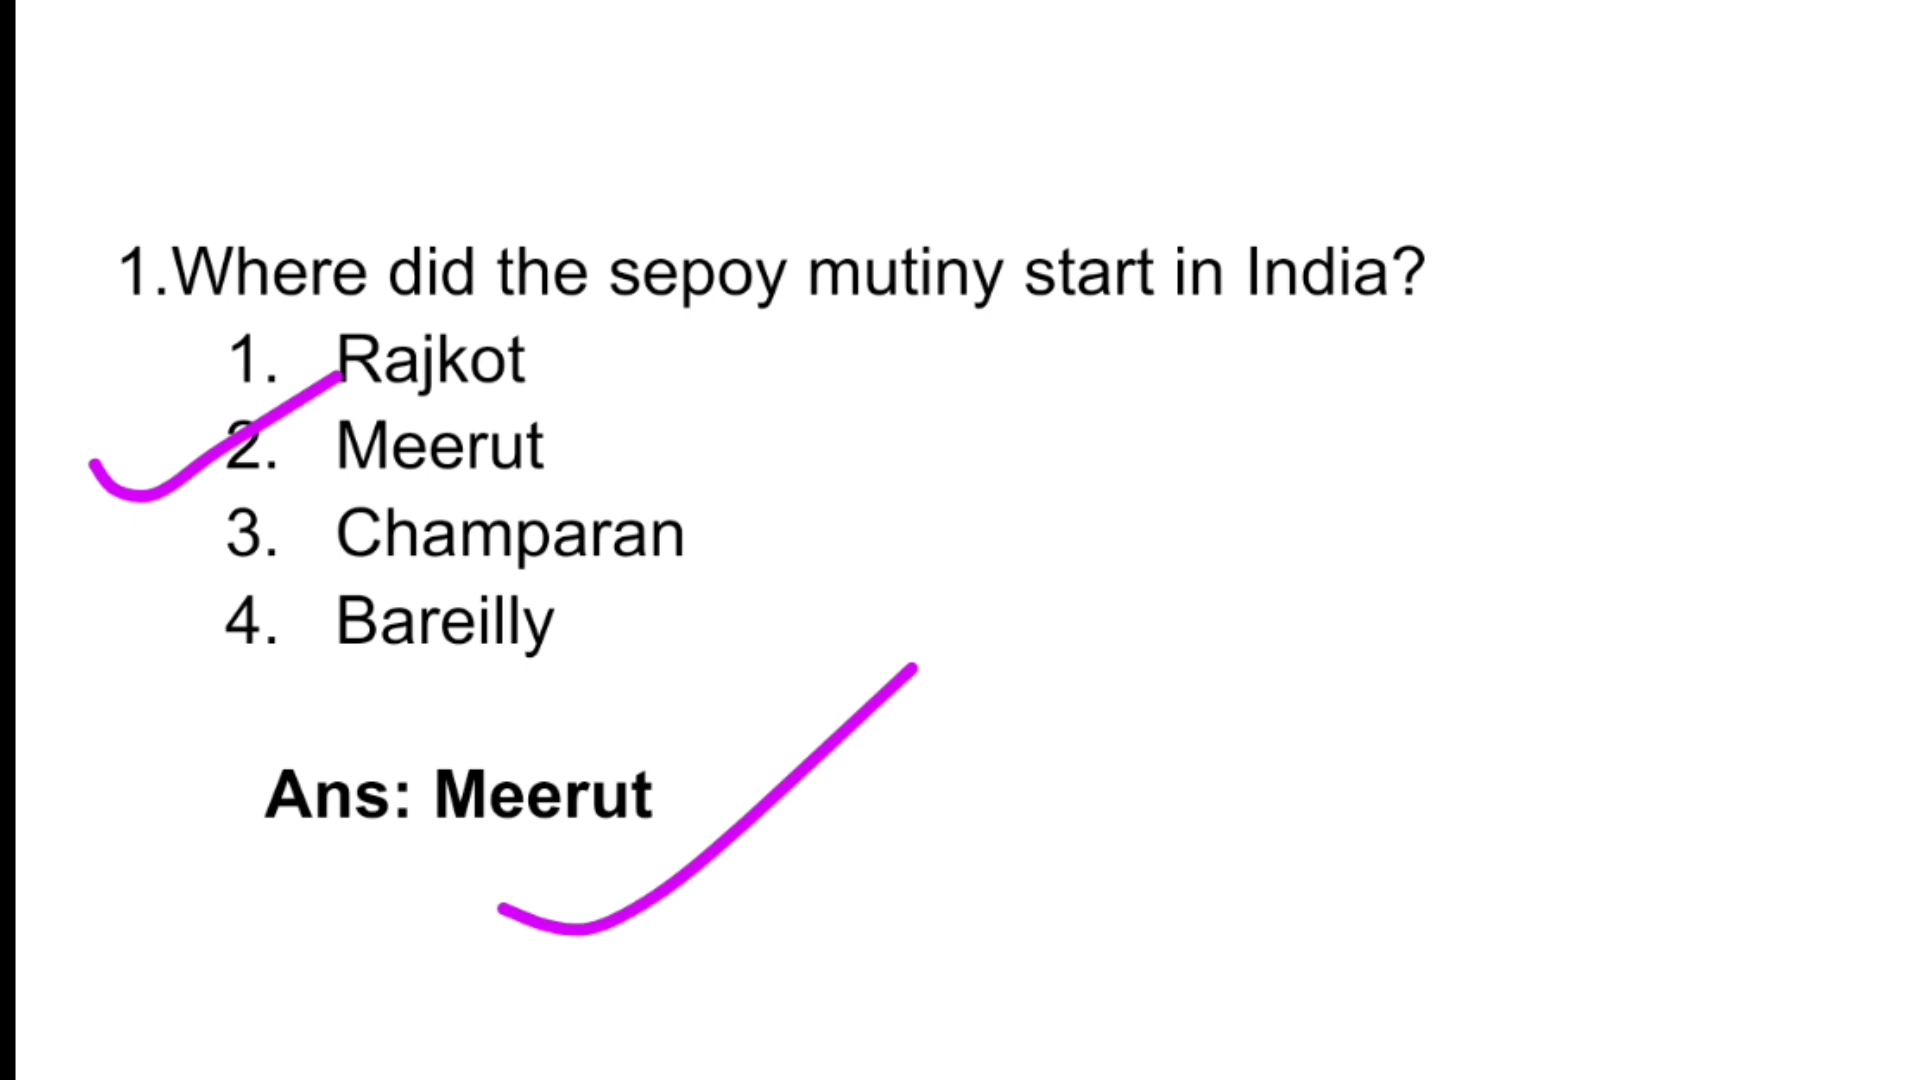 1.Where did the sepoy mutiny start in India?
1. Rajkot
2. Meerut
3. Champaran
4. Bareilly
Ans: Meerut